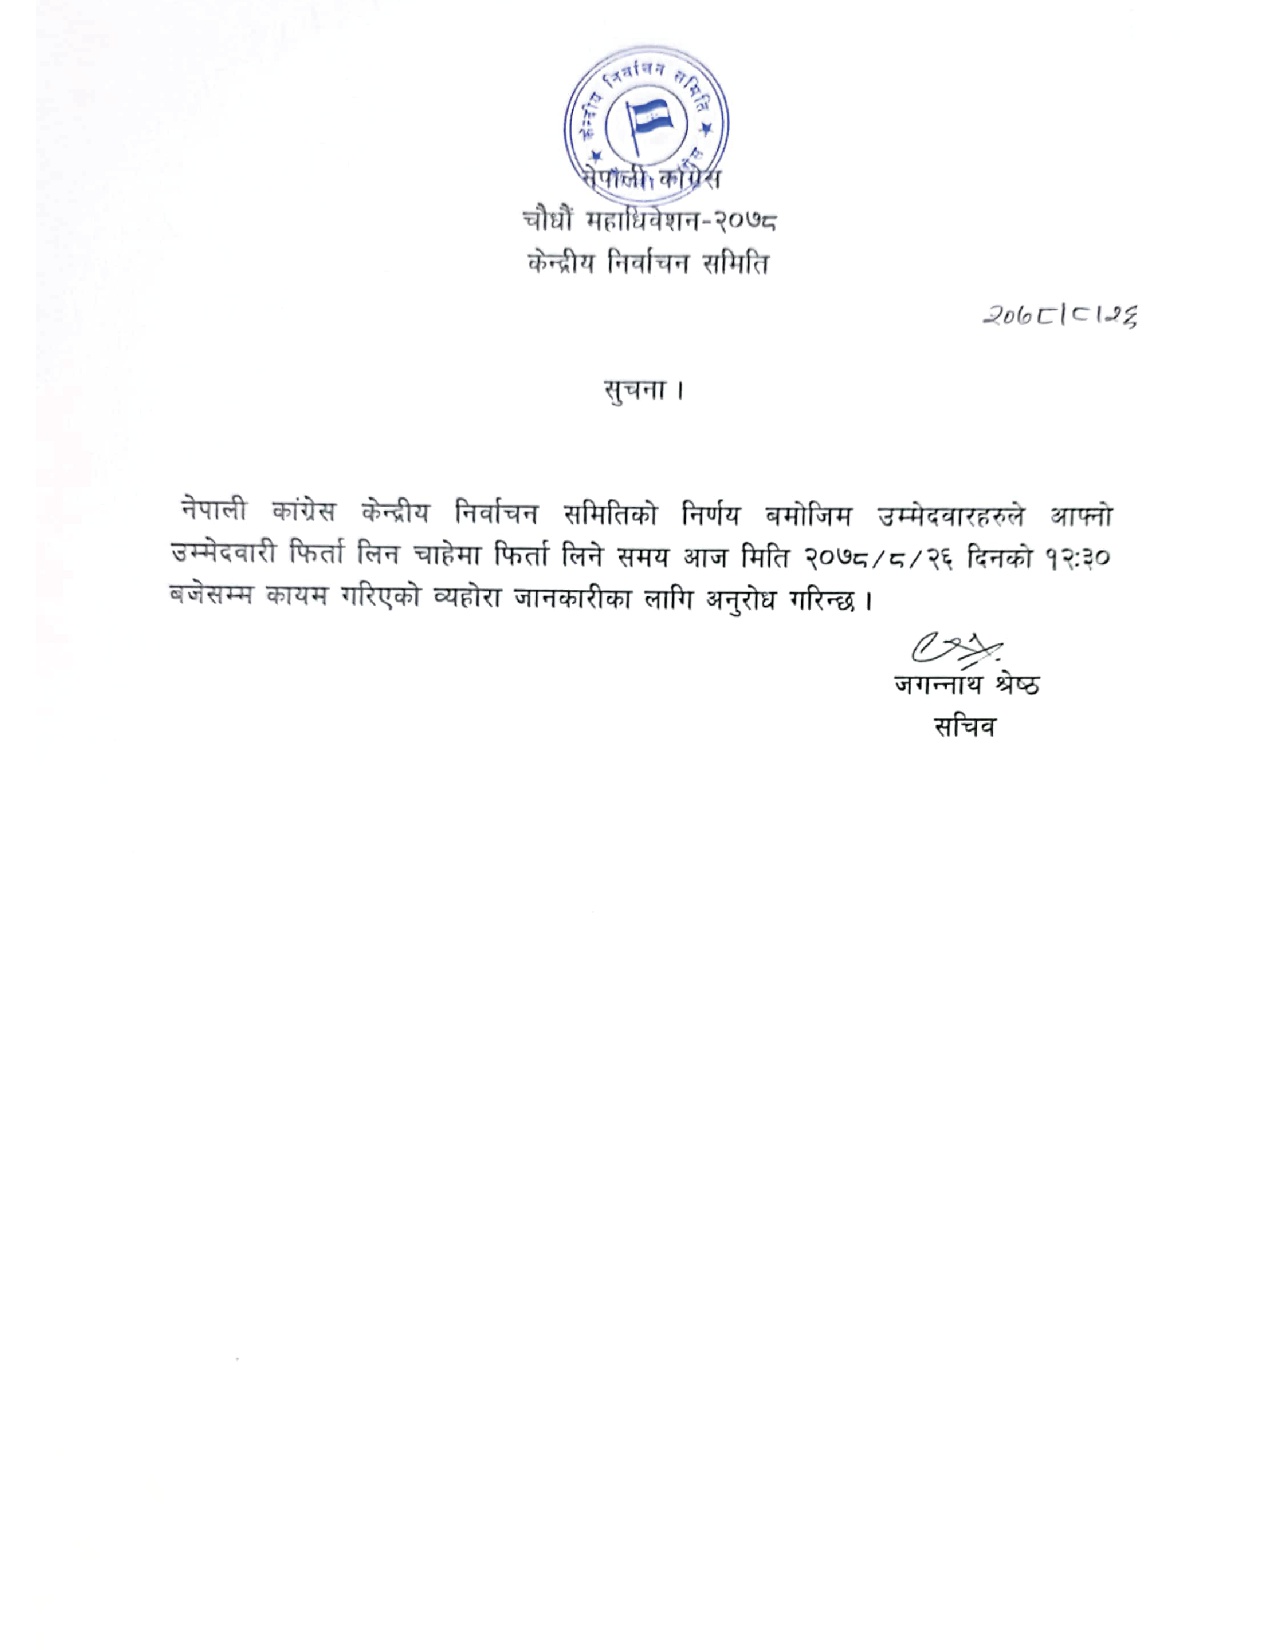 केन्द्रीय निर्वाचन समिति
नेपाली कांग्रेस
चौधौं महाधिवेशन-२०७८
केन्द्रीय निर्वाचन समिति
२०७८।८।२६
सुचना ।
नेपाली कांग्रेस केन्द्रीय निर्वाचन समितिको निर्णय बमोजिम उम्मेदवारहरुले आफ्नो
उम्मेदवारी फिर्ता लिन चाहेमा फिर्ता लिने समय आज मिति २०७८/८/२६ दिनको १२:३०
बजेसम्म कायम गरिएको व्यहोरा जानकारीका लागि अनुरोध गरिन्छ ।
जगन्नाथ श्रेष्ठ
सचिव